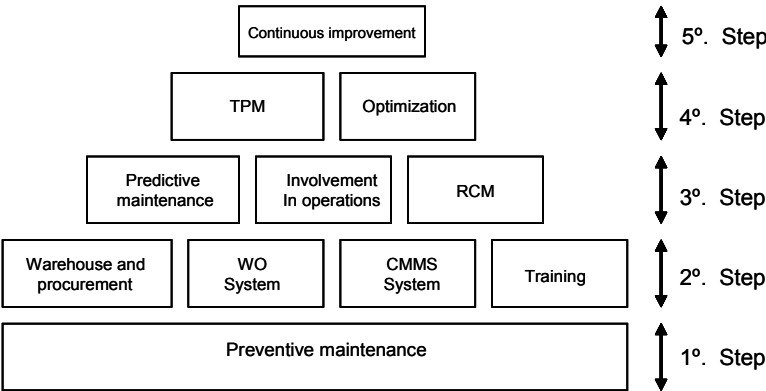 Continuous improvement
5º. Step
TPM
Optimization
4º. Step
Predictive
maintenance
Involvement
In operations
RCM
3º. Step
Warehouse and
procurement
WO
System
CMMS
System
Training
2º. Step
Preventive maintenance
1º. Step